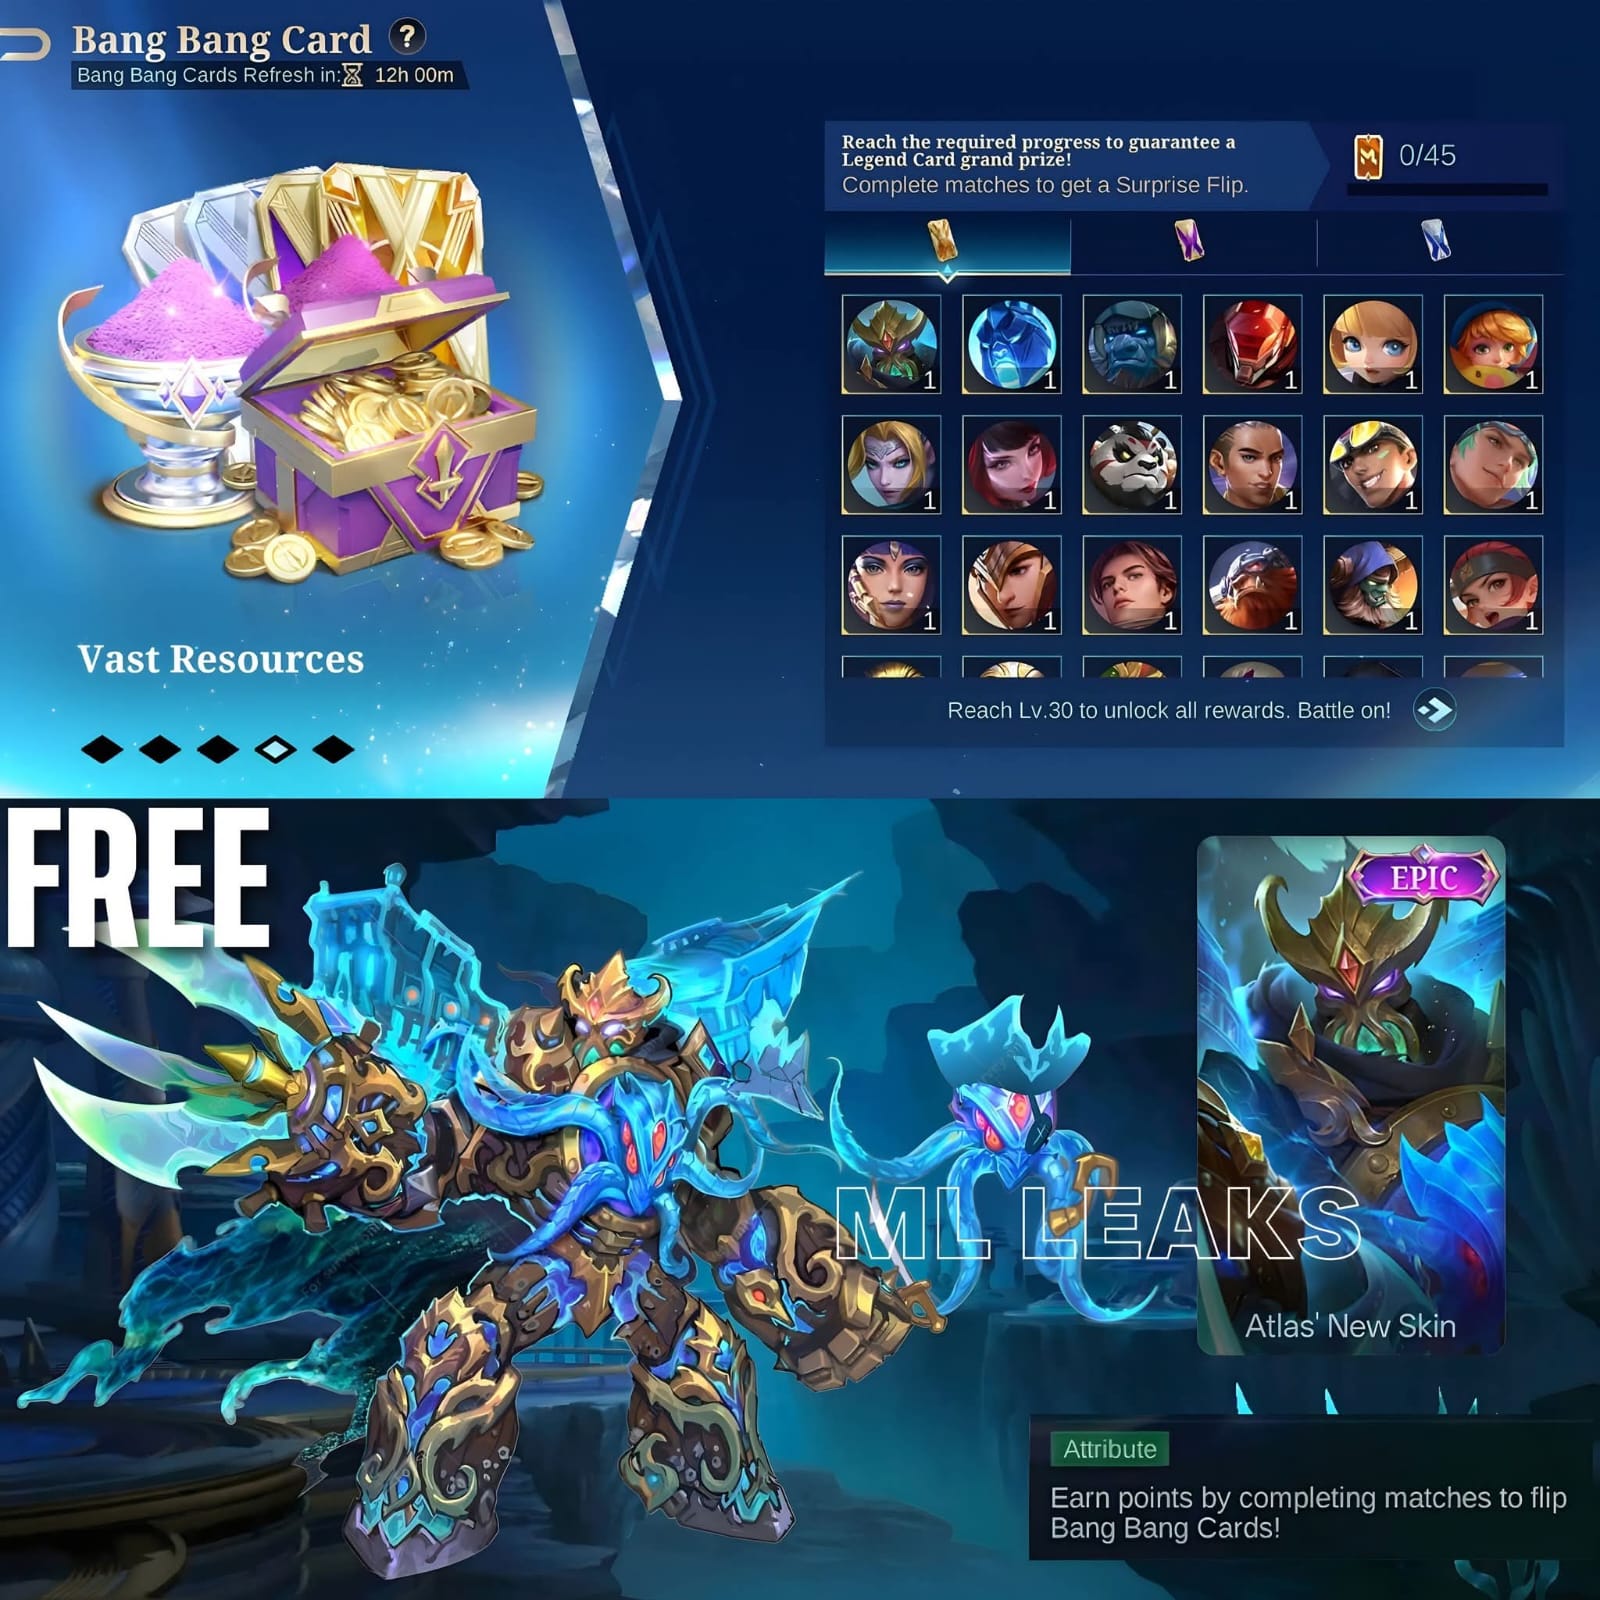 Bang Bang Card ?
Bang Bang Cards Refresh in: 12h 00m
Reach the required progress to guarantee a
Legend Card grand prize!
Complete matches to get a Surprise Flip.
0/45
1 1 1 1 1 1
1 1 1 1 1 1
1 1 1 1 1 1
Vast Resources
Reach Lv.30 to unlock all rewards. Battle on!
FREE
EPIC
ML LEAKS
Atlas' New Skin
Attribute
Earn points by completing matches to flip
Bang Bang Cards!